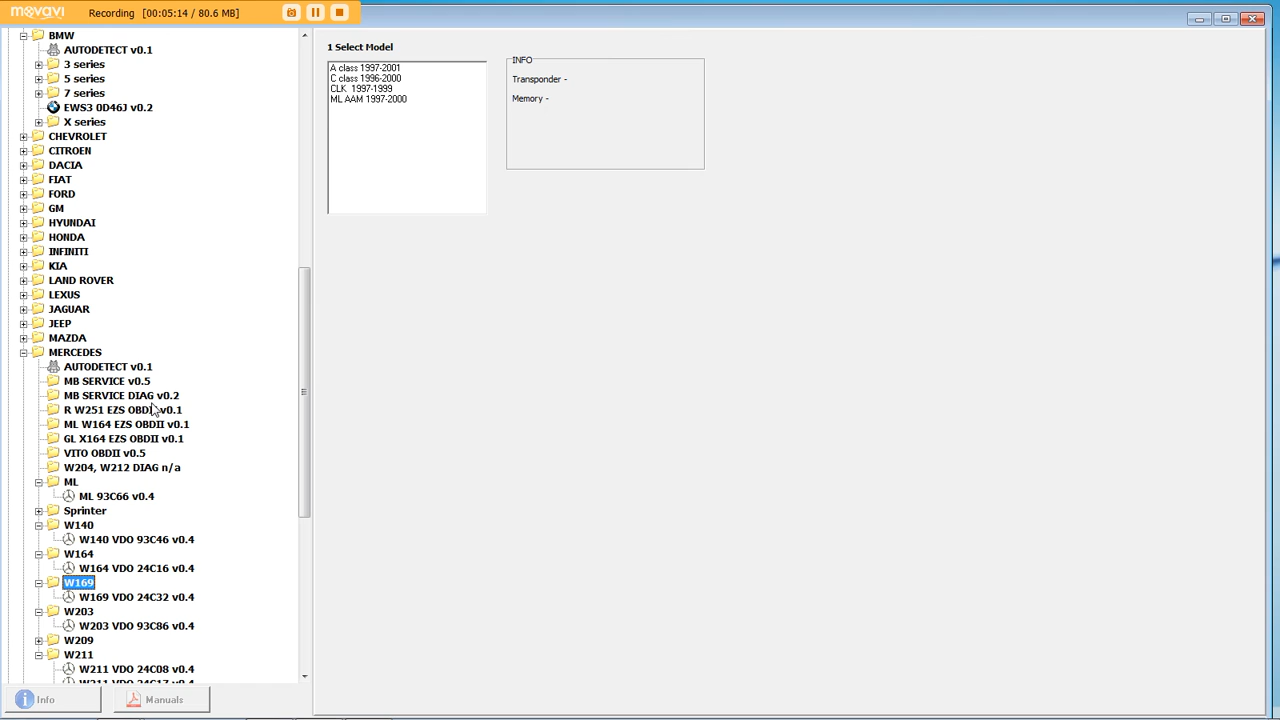 movavi Recording [00:05:14 / 80.6 MB]
BMW
AUTODETECT v0.1
3 series
5 series
7 series
EWS3 0D46J v0.2
X series
CHEVROLET
CITROEN
DACIA
FIAT
FORD
GM
HYUNDAI
HONDA
INFINITI
KIA
LAND ROVER
LEXUS
JAGUAR
JEEP
MAZDA
MERCEDES
AUTODETECT v0.1
MB SERVICE v0.5
MB SERVICE DIAG v0.2
R W251 EZS OBDII v0.1
ML W164 EZS OBDII v0.1
GL X164 EZS OBDII v0.1
VITO OBDII v0.5
W204, W212 DIAG n/a
ML
ML 93C66 v0.4
Sprinter
W140
W140 VDO 93C46 v0.4
W164
W164 VDO 24C16 v0.4
W169
W169 VDO 24C32 v0.4
W203
W203 VDO 93C86 v0.4
W209
W211
W211 VDO 24C08 v0.4
W211 VDO 24C17 v0.4
Info
Manuals
1 Select Model
A class 1997-2001
C class 1996-2000
CLK 1997-1999
ML AAM 1997-2000
INFO
Transponder -
Memory -